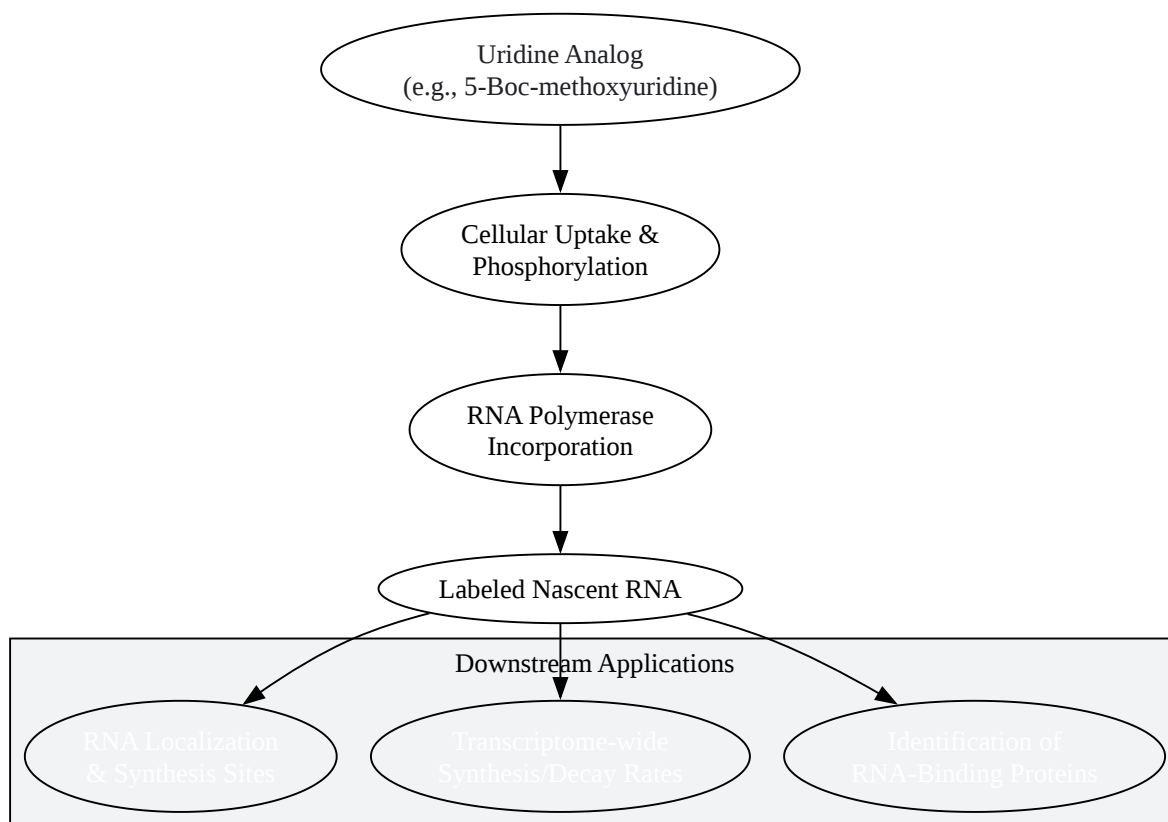 Uridine Analog
(e.g., 5-Boc-methoxyuridine)
Cellular Uptake &
Phosphorylation
RNA Polymerase
Incorporation
Labeled Nascent RNA
Downstream Applications
RNA Localization
& Synthesis Sites
Transcriptome-wide
Synthesis/Decay Rates
Identification of
RNA-Binding Proteins